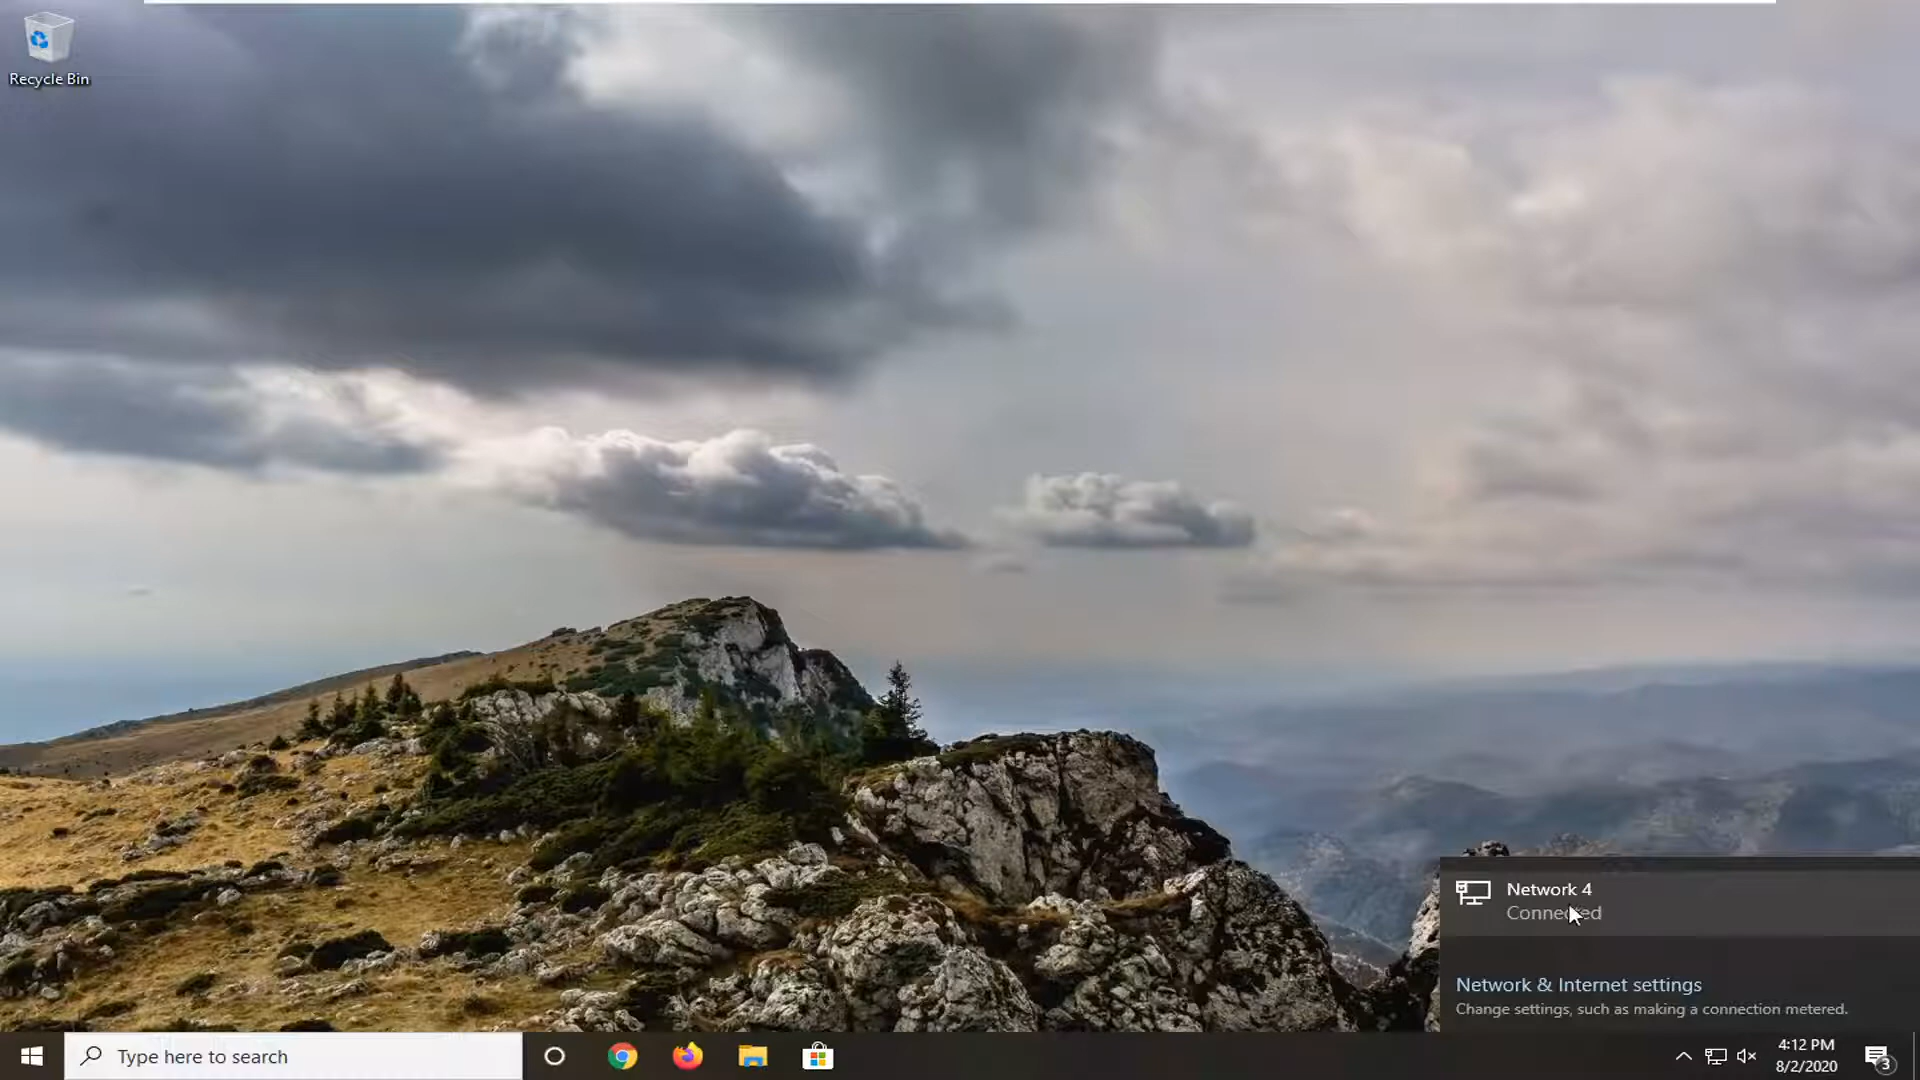 Recycle Bin
Network 4
Connected
Network & Internet settings
Change settings, such as making a connection metered.
Type here to search
4:12 PM
8/2/2020
3